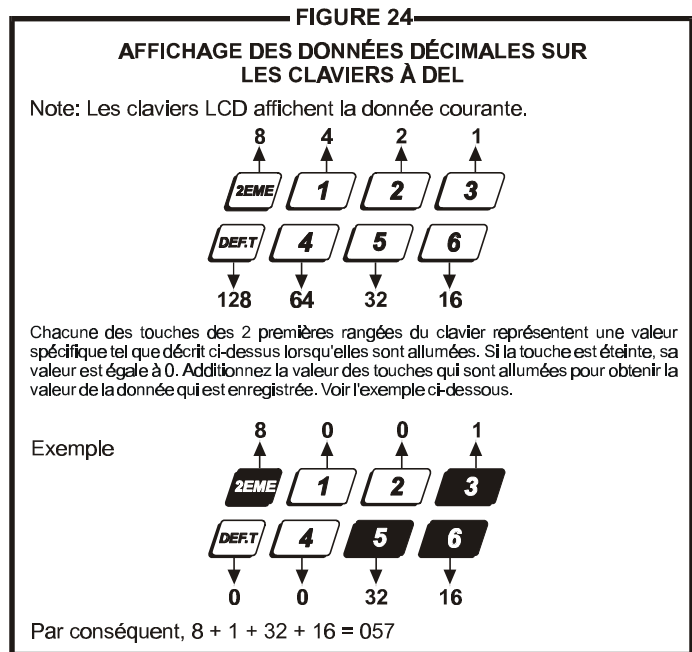 FIGURE 24
AFFICHAGE DES DONNÉES DÉCIMALES SUR
LES CLAVIERS À DEL
Note: Les claviers LCD affichent la donnée courante.
8 4 2 1
2EME 1 2 3
DEF.T 4 5 6
128 64 32 16
Chacune des touches des 2 premières rangées du clavier représentent une valeur
spécifique tel que décrit ci-dessus lorsqu'elles sont allumées. Si la touche est éteinte, sa
valeur est égale à 0. Additionnez la valeur des touches qui sont allumées pour obtenir la
valeur de la donnée qui est enregistrée. Voir l'exemple ci-dessous.
Exemple
8 0 0 1
2EME 1 2 3
DEF.T 4 5 6
0 0 32 16
Par conséquent, 8 + 1 + 32 + 16 = 057